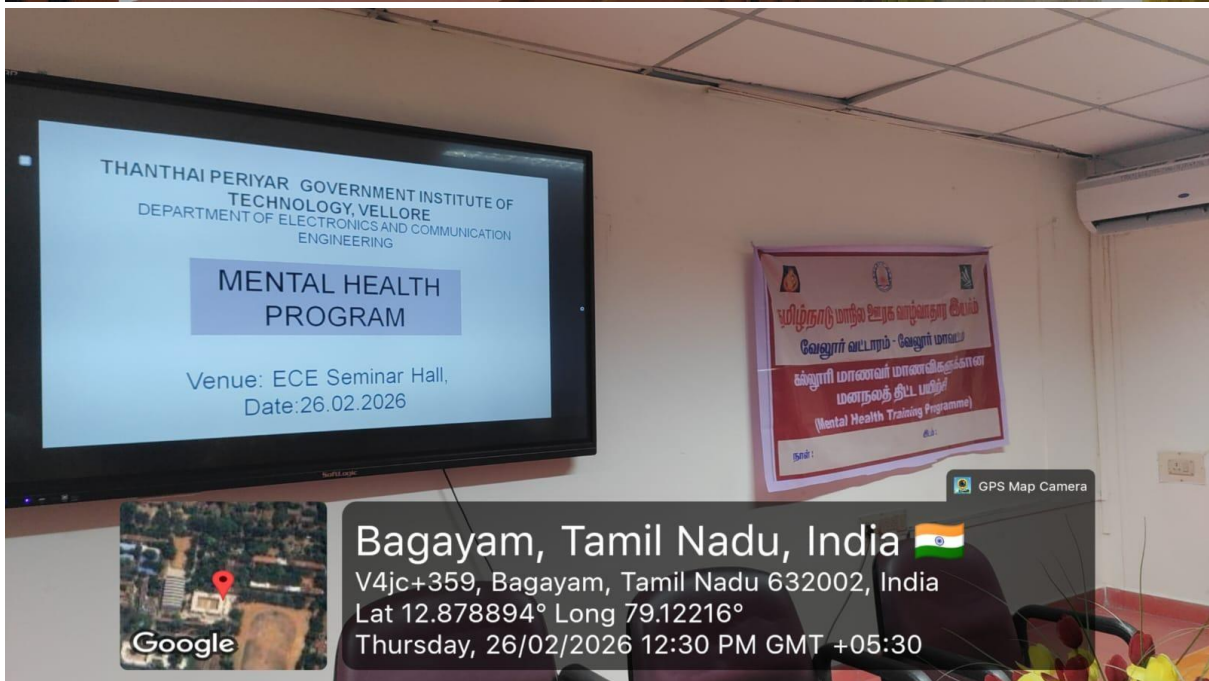 THANTHAI PERIYAR GOVERNMENT INSTITUTE OF
TECHNOLOGY, VELLORE
DEPARTMENT OF ELECTRONICS AND COMMUNICATION
ENGINEERING
MENTAL HEALTH
PROGRAM
Venue: ECE Seminar Hall,
Date:26.02.2026
மாநில ஊரக வாழ்வாதார
வேலூர் வட்டாரம் - வேலூர்
கல்லூரி மாணவர் மாணவிகளுக்கான
மனநலத் திட்ட பயிற்சி
(Mental Health Training Programme)
நாள் :
இடம் :
GPS Map Camera
Bagayam, Tamil Nadu, India
V4jc+359, Bagayam, Tamil Nadu 632002, India
Lat 12.878894° Long 79.12216°
Thursday, 26/02/2026 12:30 PM GMT +05:30
Google